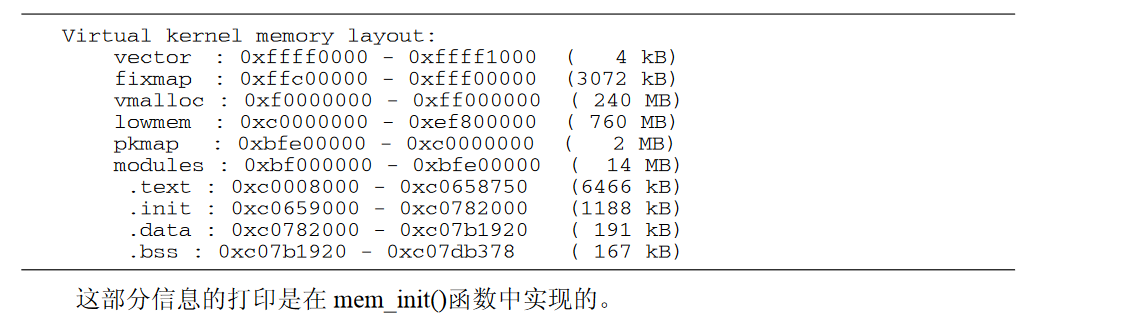 Virtual kernel memory layout:
vector : 0xffff0000 - 0xffff1000 ( 4 kB)
fixmap : 0xffc00000 - 0xfff00000 (3072 kB)
vmalloc : 0xf0000000 - 0xff000000 ( 240 MB)
lowmem : 0xc0000000 - 0xef800000 ( 760 MB)
pkmap : 0xbfe00000 - 0xc0000000 ( 2 MB)
modules : 0xbf000000 - 0xbfe00000 ( 14 MB)
.text : 0xc0008000 - 0xc0658750 (6466 kB)
.init : 0xc0659000 - 0xc0782000 (1188 kB)
.data : 0xc0782000 - 0xc07b1920 ( 191 kB)
.bss : 0xc07b1920 - 0xc07db378 ( 167 kB)
这部分信息的打印是在 mem_init()函数中实现的。